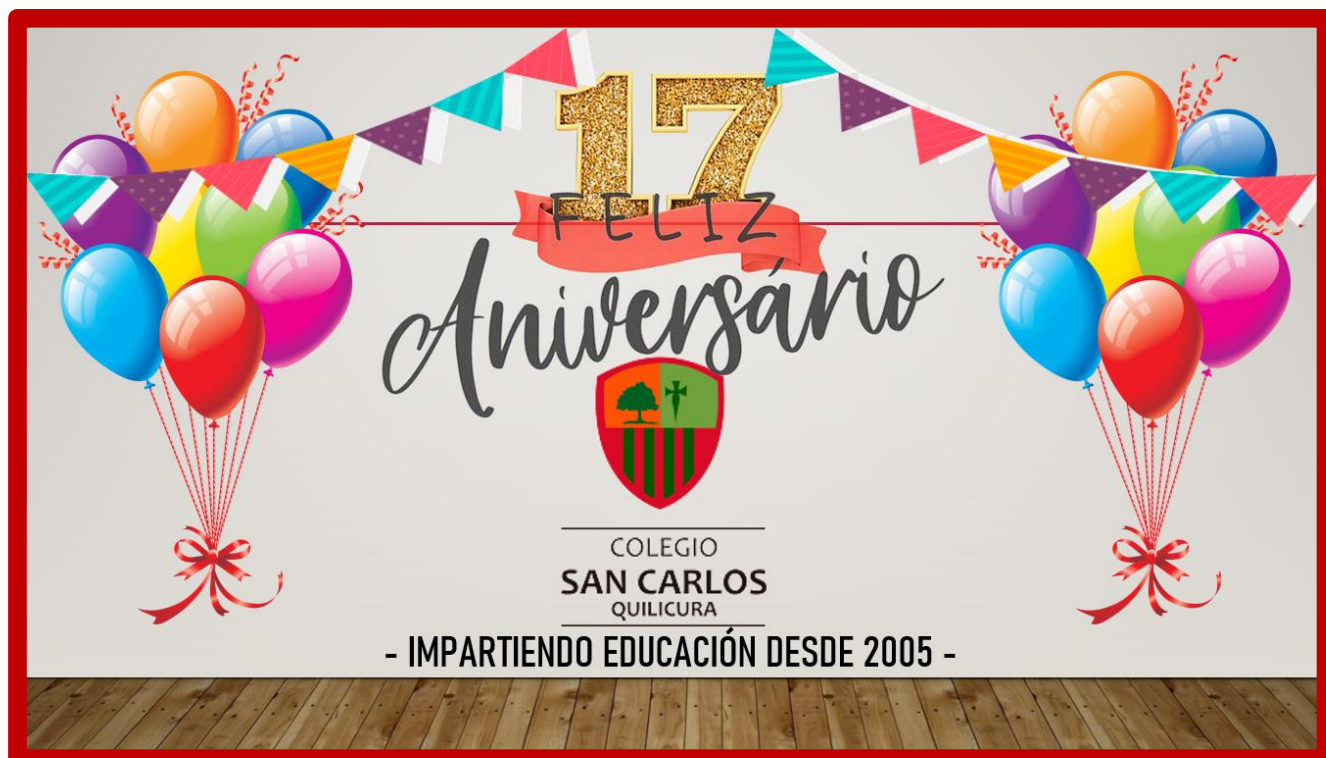 17
FELIZ
Aniversário
COLEGIO
SAN CARLOS
QUILICURA
- IMPARTIENDO EDUCACIÓN DESDE 2005 -